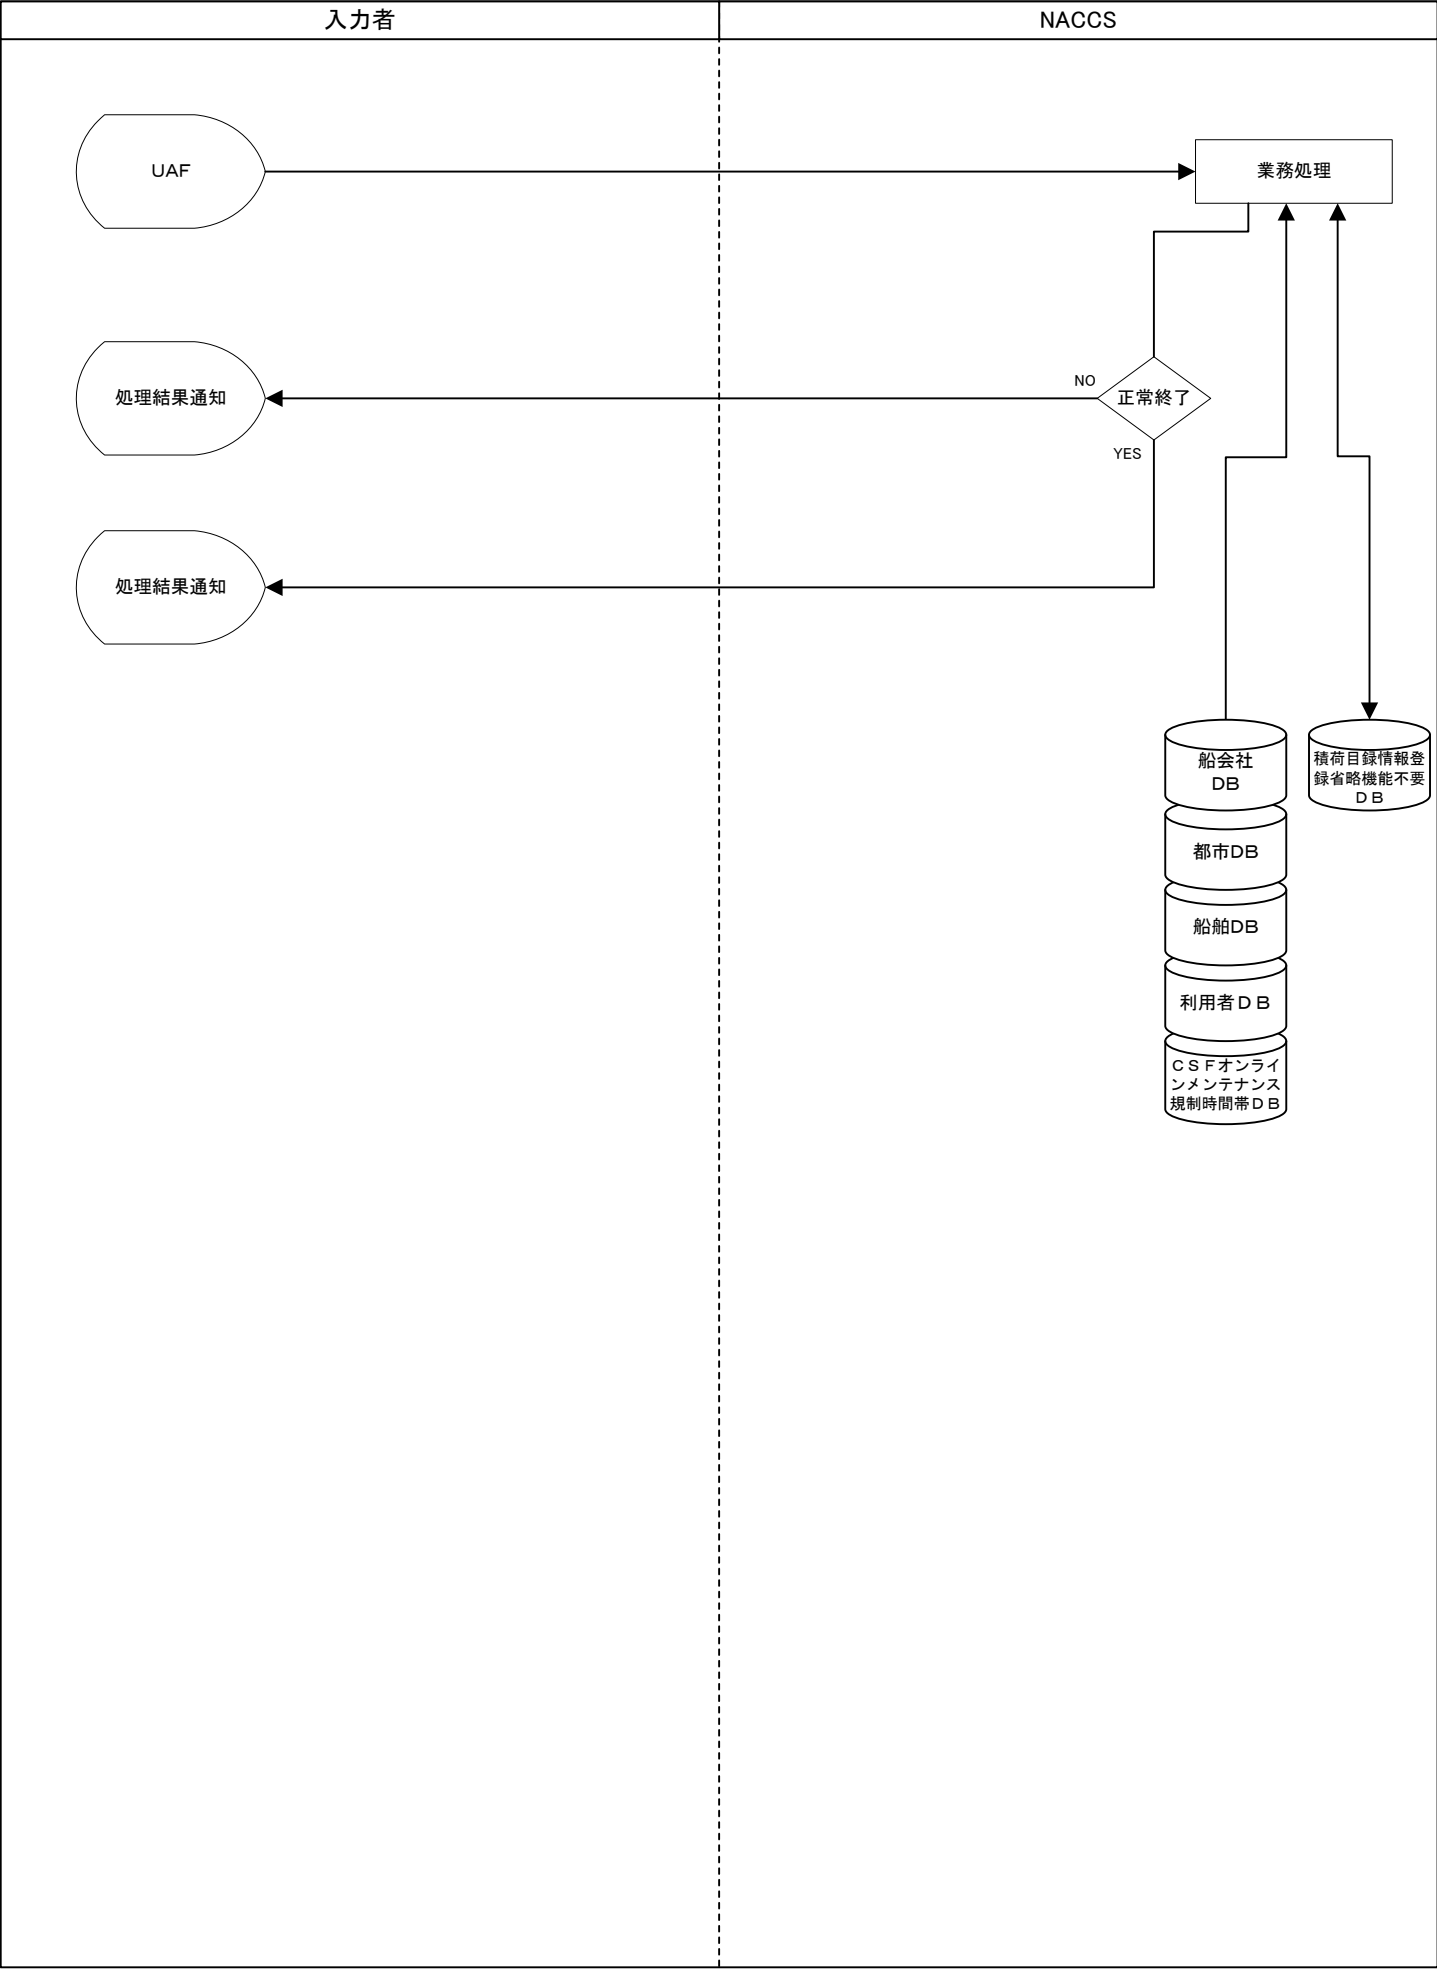 入力者
NACCS
UAF
業務処理
処理結果通知
NO
正常終了
YES
処理結果通知
船会社
DB
積荷目録情報登
録省略機能不要
ＤＢ
都市DB
船舶DB
利用者ＤＢ
ＣＳＦオンライ
ンメンテナンス
規制時間帯ＤＢ